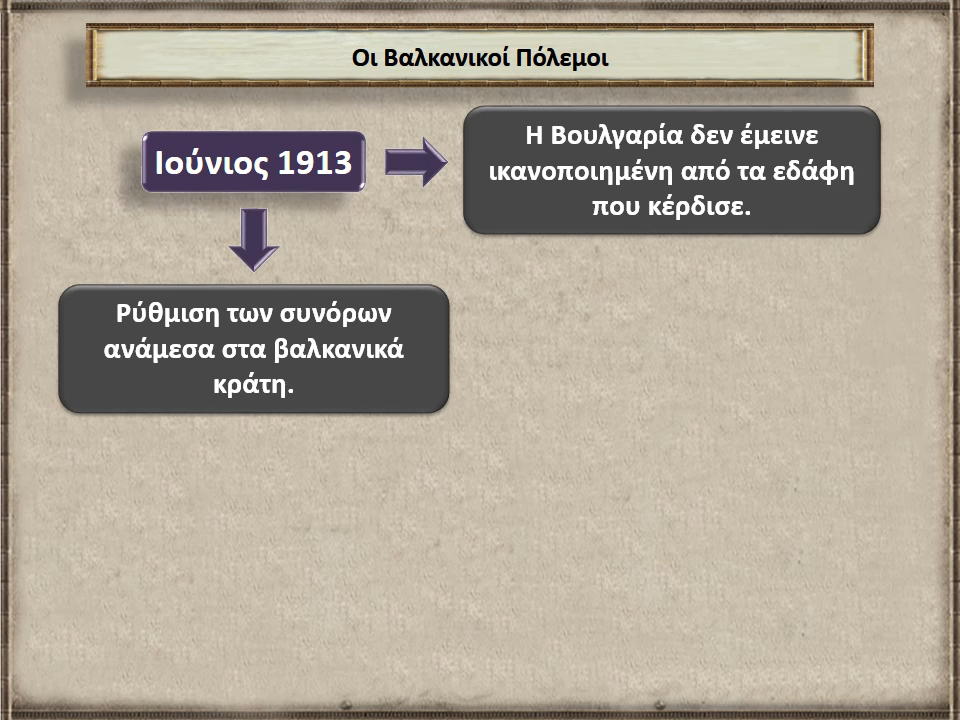 Οι Βαλκανικοί Πόλεμοι
Ιούνιος 1913
Η Βουλγαρία δεν έμεινε
ικανοποιημένη από τα εδάφη
που κέρδισε.
Ρύθμιση των συνόρων
ανάμεσα στα βαλκανικά
κράτη.